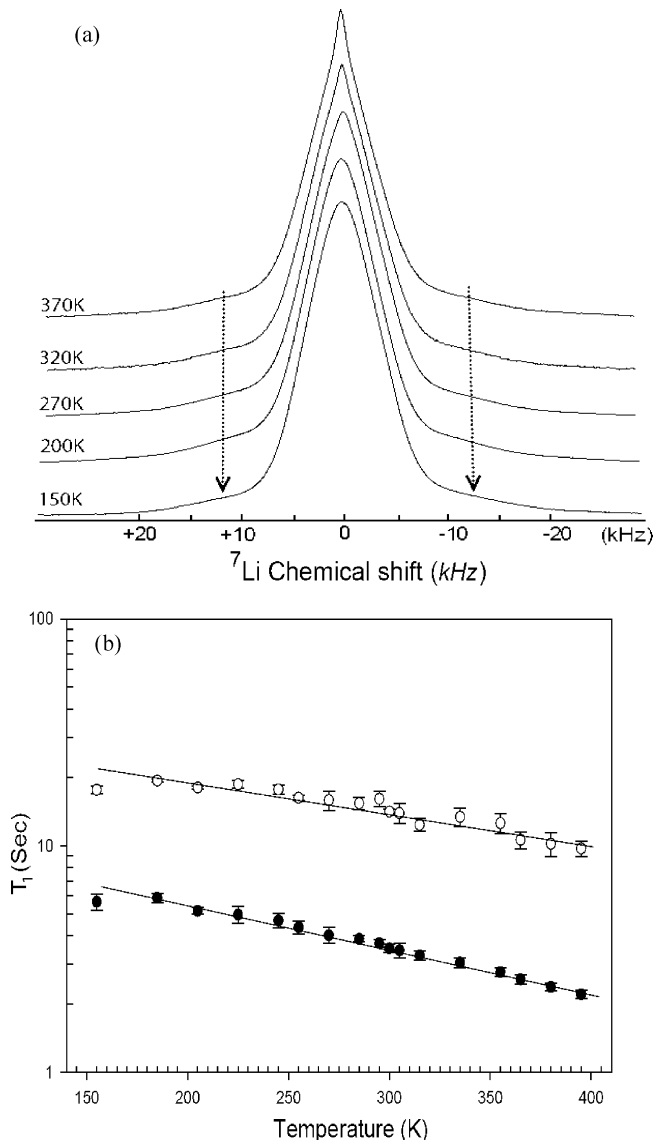 (a)
370K
320K
270K
200K
150K
+20 +10 0 -10 -20 (kHz)
⁷Li Chemical shift (kHz)
(b)
100
10
1
T₁ (Sec)
150 200 250 300 350 400
Temperature (K)